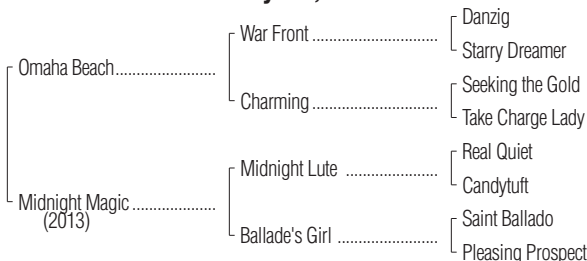 Omaha Beach.......................
War Front ..............................
Danzig
Starry Dreamer
Charming..............................
Seeking the Gold
Take Charge Lady
Midnight Magic ....................
(2013)
Midnight Lute ......................
Real Quiet
Candytuft
Ballade's Girl ........................
Saint Ballado
Pleasing Prospect